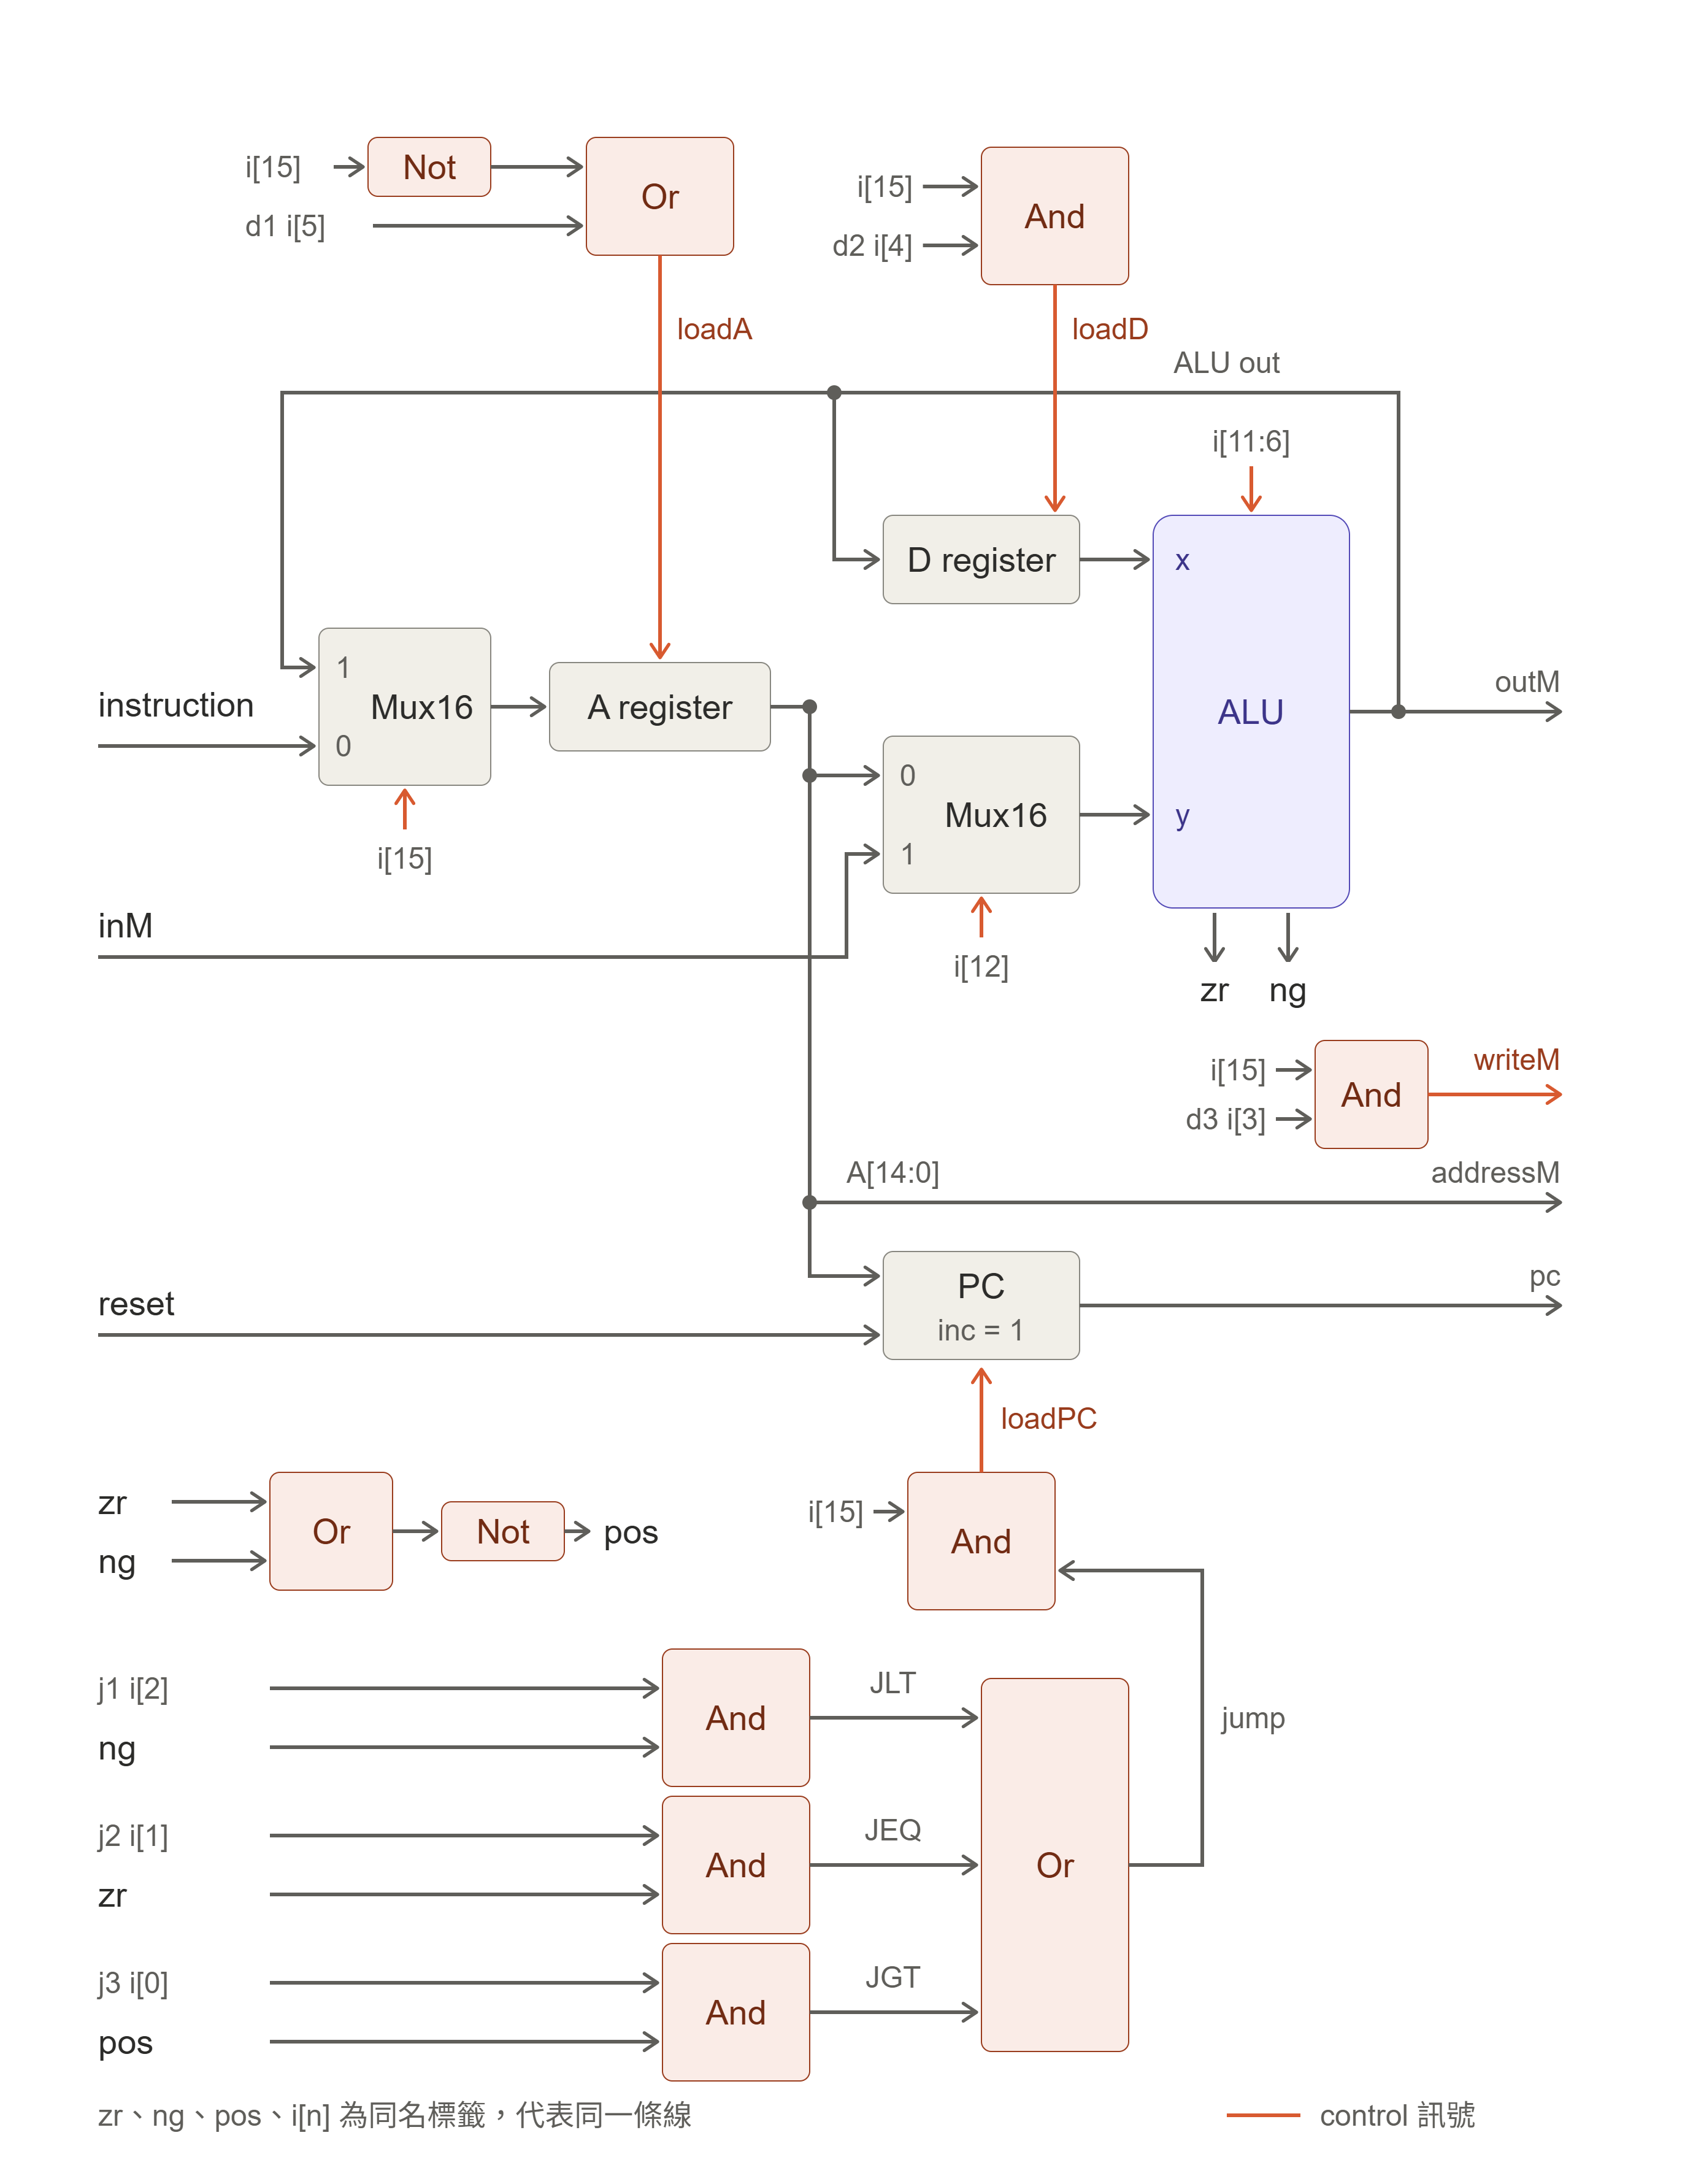 i[15]
Not
Or
d1 i[5]
i[15]
And
d2 i[4]
loadA
loadD
ALU out
i[11:6]
D register
x
1
instruction
Mux16
A register
ALU
outM
0
0
Mux16
y
1
i[15]
inM
i[12]
zr
ng
i[15]
And
writeM
d3 i[3]
A[14:0]
addressM
PC
pc
reset
inc = 1
loadPC
zr
Or
Not
pos
i[15]
And
ng
j1 i[2]
And
JLT
jump
ng
j2 i[1]
And
JEQ
Or
zr
j3 i[0]
And
JGT
pos
zr、ng、pos、i[n] 為同名標籤，代表同一條線
control 訊號